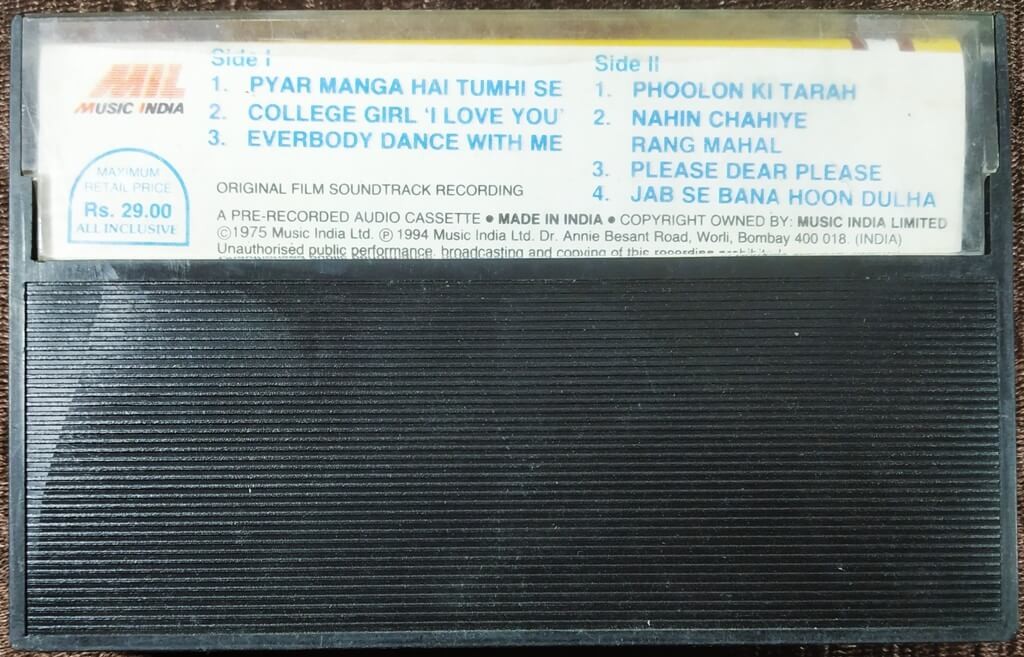 MIL
MUSIC INDIA
MAXIMUM
RETAIL PRICE
Rs. 29.00
ALL INCLUSIVE
Side I
1. PYAR MANGA HAI TUMHI SE
2. COLLEGE GIRL 'I LOVE YOU'
3. EVERBODY DANCE WITH ME
Side II
1. PHOOLON KI TARAH
2. NAHIN CHAHIYE
RANG MAHAL
3. PLEASE DEAR PLEASE
4. JAB SE BANA HOON DULHA
ORIGINAL FILM SOUNDTRACK RECORDING
A PRE-RECORDED AUDIO CASSETTE ● MADE IN INDIA ● COPYRIGHT OWNED BY: MUSIC INDIA LIMITED
©1975 Music India Ltd. ℗ 1994 Music India Ltd. Dr. Annie Besant Road, Worli, Bombay 400 018. (INDIA)
Unauthorised public performance, broadcasting and copying of this recording